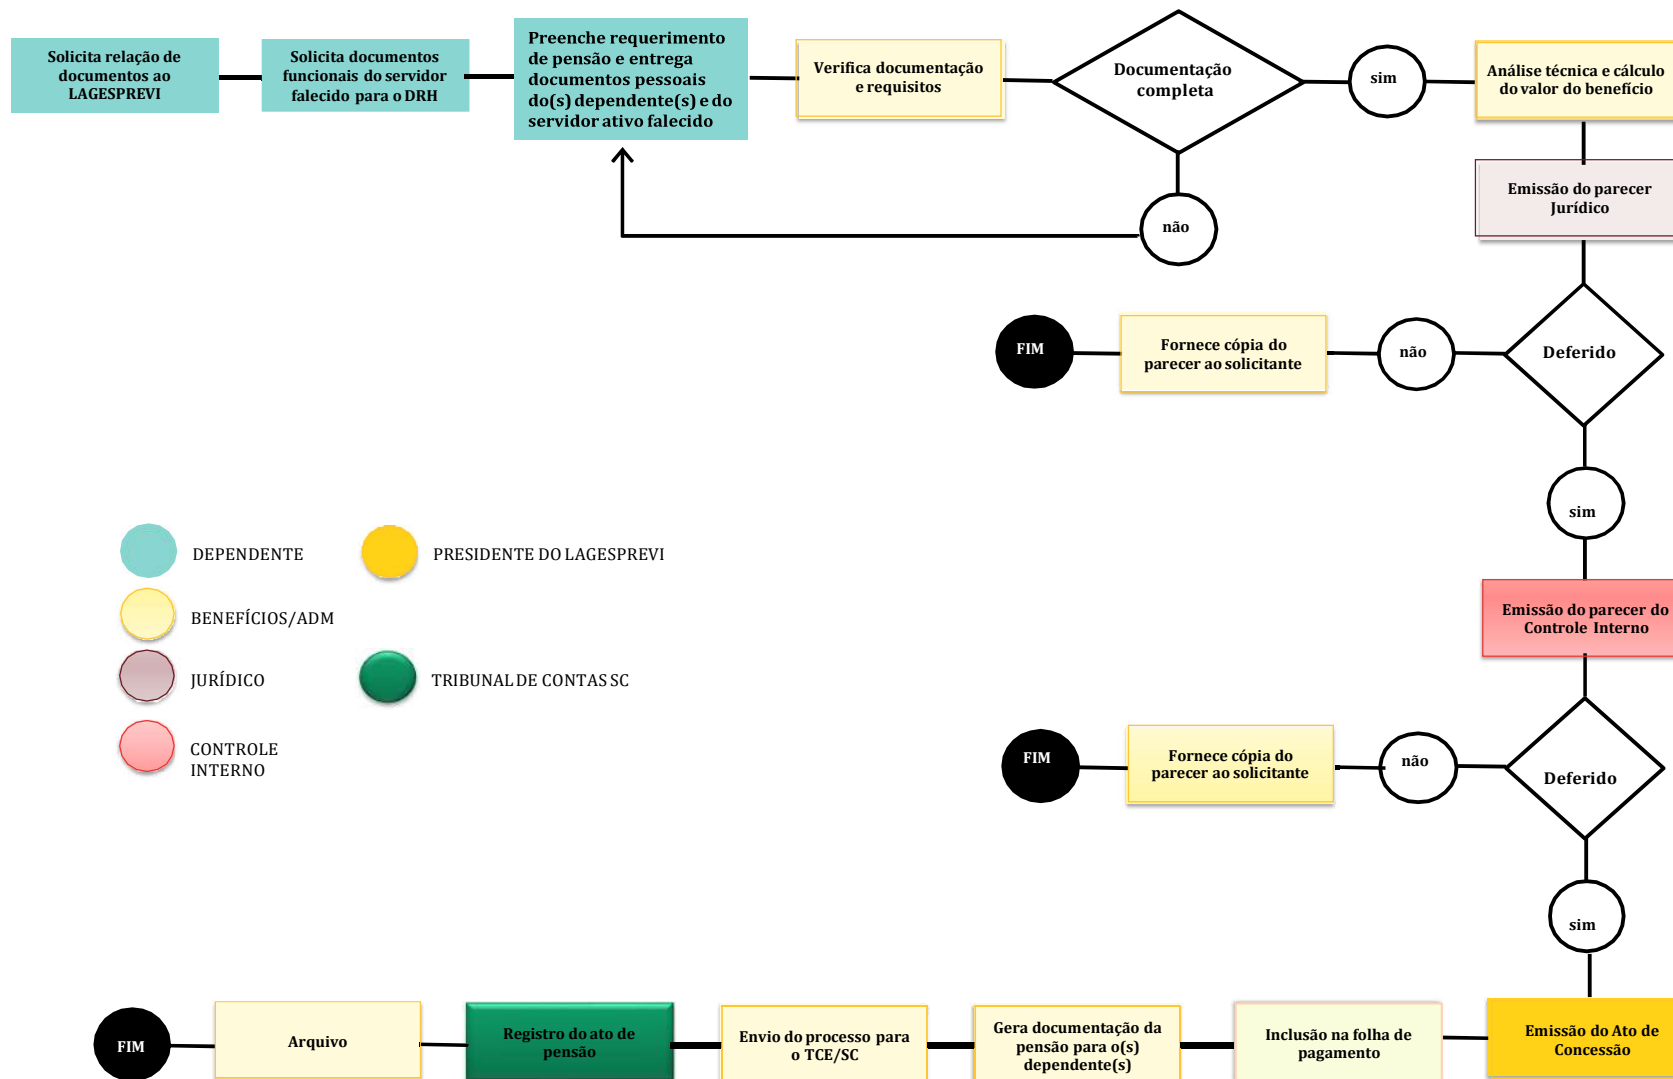 Solicita relação de
documentos ao
LAGESPREVI
Solicita documentos
funcionais do servidor
falecido para o DRH
Preenche requerimento
de pensão e entrega
documentos pessoais
do(s) dependente(s) e do
servidor ativo falecido
Verifica documentação
e requisitos
Documentação
completa
sim
Análise técnica e cálculo
do valor do benefício
não
Emissão do parecer
Jurídico
FIM
Fornece cópia do
parecer ao solicitante
não
Deferido
sim
DEPENDENTE
PRESIDENTE DO LAGESPREVI
BENEFÍCIOS/ADM
JURÍDICO
TRIBUNAL DE CONTAS SC
CONTROLE
INTERNO
Emissão do parecer do
Controle Interno
FIM
Fornece cópia do
parecer ao solicitante
não
Deferido
sim
FIM
Arquivo
Registro do ato de
pensão
Envio do processo para
o TCE/SC
Gera documentação da
pensão para o(s)
dependente(s)
Inclusão na folha de
pagamento
Emissão do Ato de
Concessão